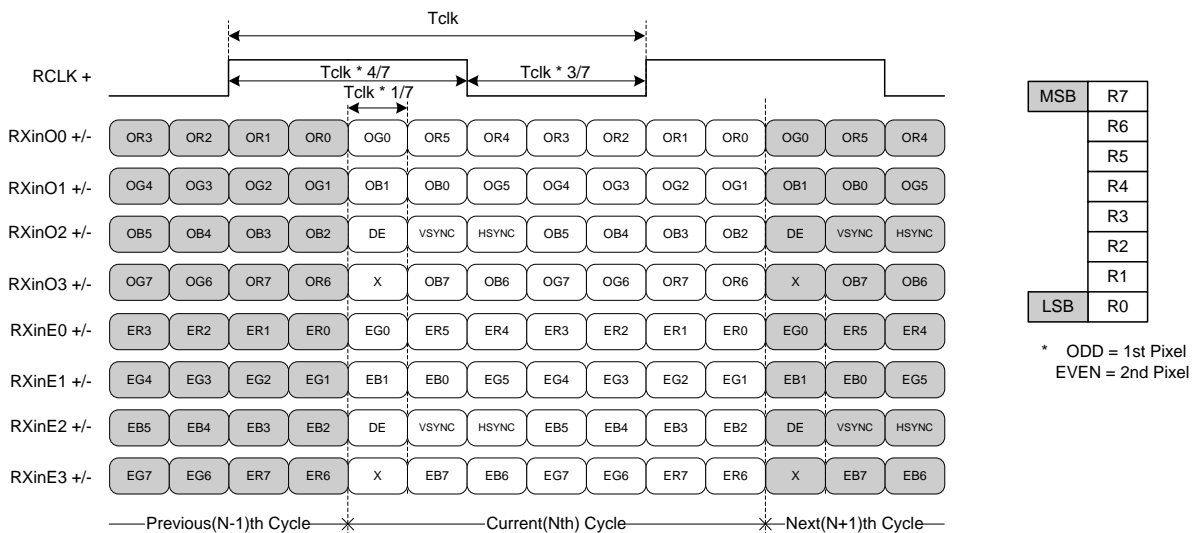 Tclk
RCLK +
Tclk * 4/7
Tclk * 3/7
Tclk * 1/7
RXinO0 +/- OR3 OR2 OR1 OR0 OG0 OR5 OR4 OR3 OR2 OR1 OR0 OG0 OR5 OR4
RXinO1 +/- OG4 OG3 OG2 OG1 OB1 OB0 OG5 OG4 OG3 OG2 OG1 OB1 OB0 OG5
RXinO2 +/- OB5 OB4 OB3 OB2 DE VSYNC HSYNC OB5 OB4 OB3 OB2 DE VSYNC HSYNC
RXinO3 +/- OG7 OG6 OR7 OR6 X OB7 OB6 OG7 OG6 OR7 OR6 X OB7 OB6
RXinE0 +/- ER3 ER2 ER1 ER0 EG0 ER5 ER4 ER3 ER2 ER1 ER0 EG0 ER5 ER4
RXinE1 +/- EG4 EG3 EG2 EG1 EB1 EB0 EG5 EG4 EG3 EG2 EG1 EB1 EB0 EG5
RXinE2 +/- EB5 EB4 EB3 EB2 DE VSYNC HSYNC EB5 EB4 EB3 EB2 DE VSYNC HSYNC
RXinE3 +/- EG7 EG6 ER7 ER6 X EB7 EB6 EG7 EG6 ER7 ER6 X EB7 EB6
Previous(N-1)th Cycle Current(Nth) Cycle Next(N+1)th Cycle
MSB R7
R6
R5
R4
R3
R2
R1
LSB R0
* ODD = 1st Pixel
EVEN = 2nd Pixel